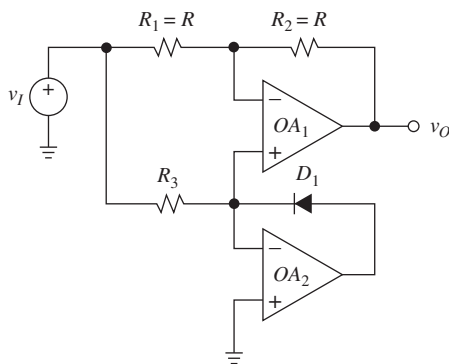 R1 = R
R2 = R
vI
+
−
OA1
+
vO
D1
R3
−
OA2
+